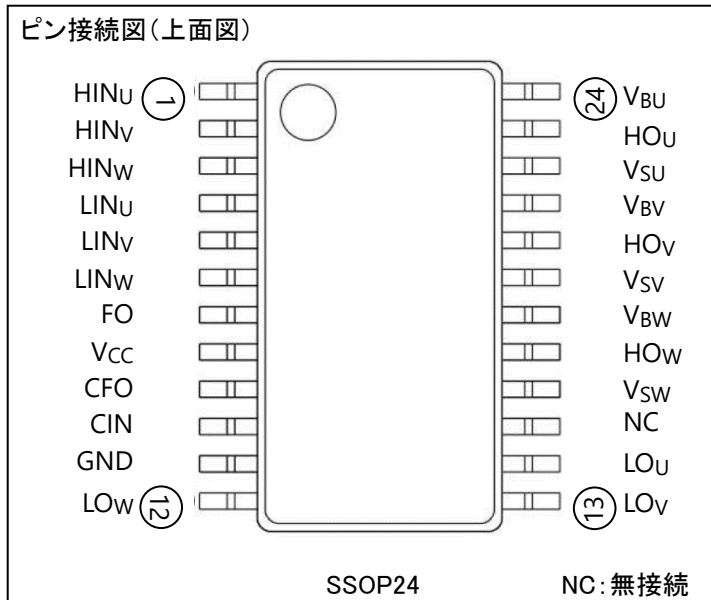 ピン接続図(上面図)
HINU 1 24 VBU
HINV HOU
HINW VSU
LINU VBV
LINV HOV
LINW VSV
FO VBW
VCC HOW
CFO VSW
CIN NC
GND LOU
LOW 12 13 LOV
SSOP24 NC:無接続